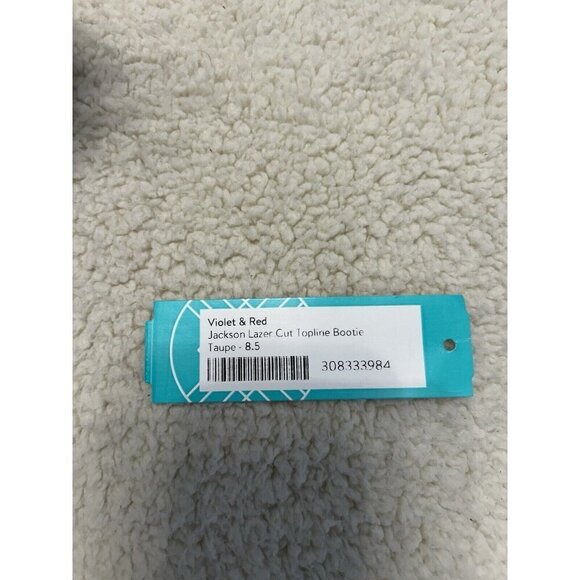 Violet & Red
Jackson Lazer Cut Topline Bootie
Taupe - 8.5
308333984